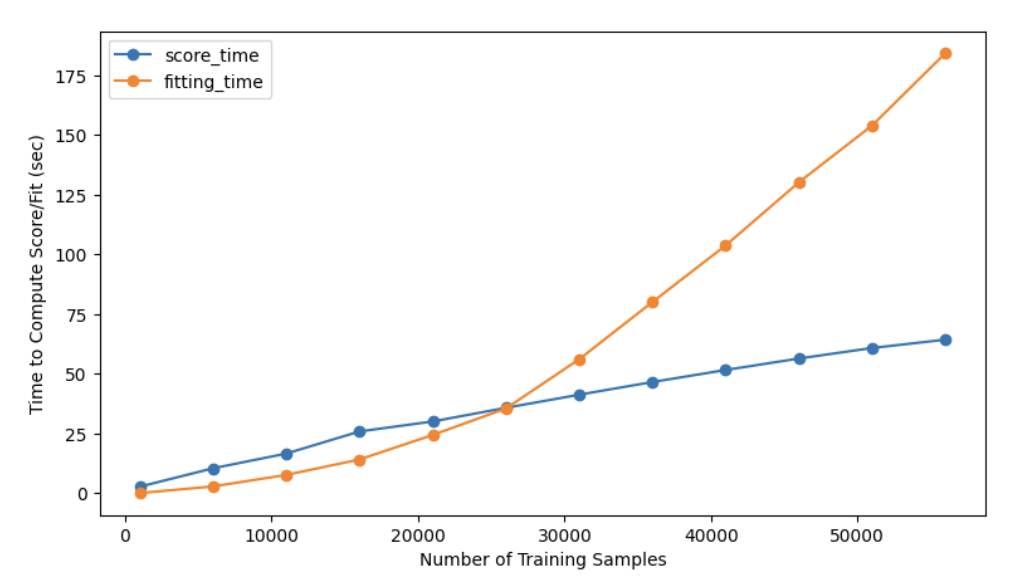 score_time
fitting_time
175
150
125
100
75
50
25
0
Time to Compute Score/Fit (sec)
0 10000 20000 30000 40000 50000
Number of Training Samples